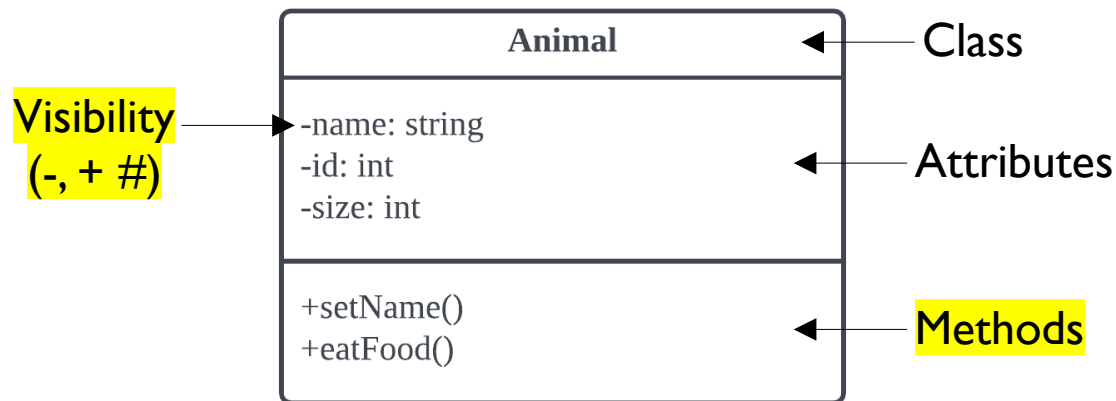 Animal
Class
Visibility
(-, + #)
-name: string
-id: int
-size: int
Attributes
+setName()
+eatFood()
Methods